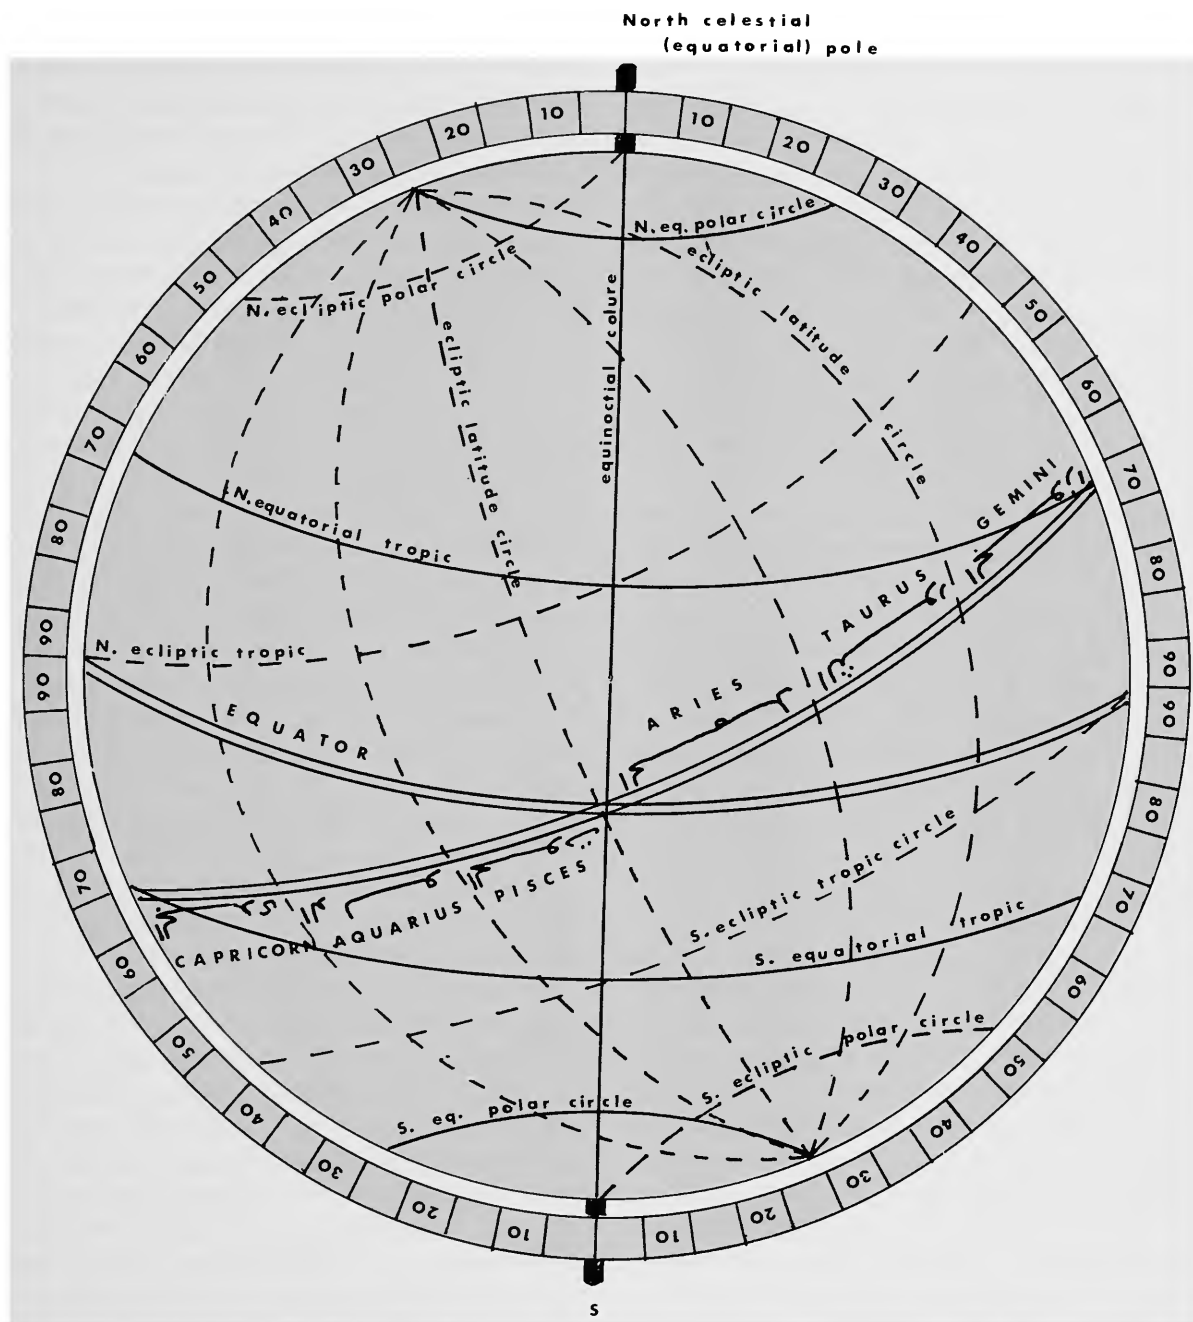 North celestial
(equatorial) pole
10
20
30
40
50
60
70
80
90
90
80
70
60
50
40
30
20
10
10
20
30
40
50
60
70
80
90
90
80
70
60
50
40
30
20
10
N. eq. polar circle
N. ecliptic polar circle
ecliptic latitude circle
ecliptic latitude circle
equinoctial colure
N. equatorial tropic
N. ecliptic tropic
EQUATOR
GEMINI
TAURUS
ARIES
PISCES
AQUARIUS
CAPRICORN
S. ecliptic tropic circle
S. equatorial tropic
S. ecliptic polar circle
S. eq. polar circle
S